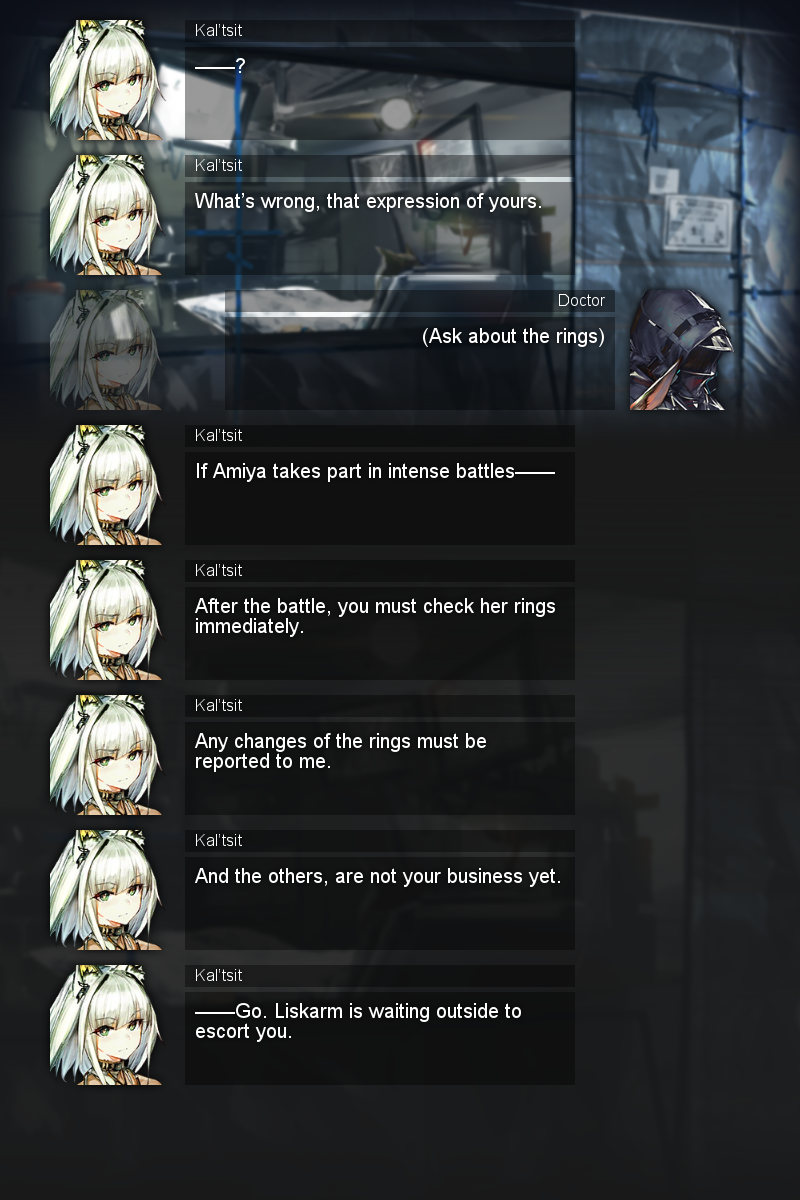 Kal'tsit
——?
Kal'tsit
What's wrong, that expression of yours.
Doctor
(Ask about the rings)
Kal'tsit
If Amiya takes part in intense battles——
Kal'tsit
After the battle, you must check her rings
immediately.
Kal'tsit
Any changes of the rings must be
reported to me.
Kal'tsit
And the others, are not your business yet.
Kal'tsit
——Go. Liskarm is waiting outside to
escort you.